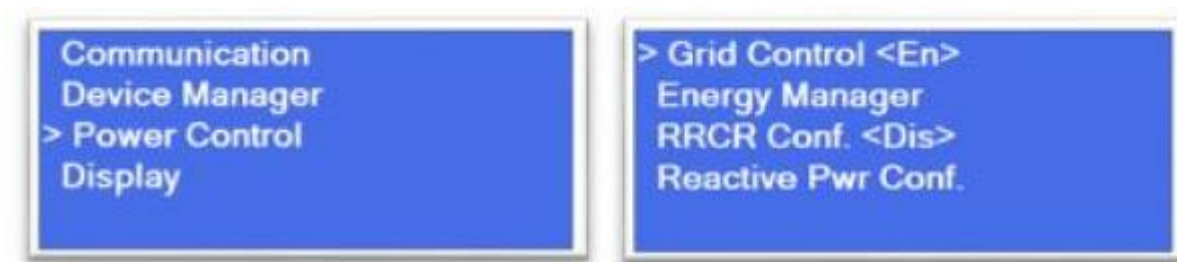 Communication
Device Manager
> Power Control
Display
> Grid Control <En>
Energy Manager
RRCR Conf. <Dis>
Reactive Pwr Conf.